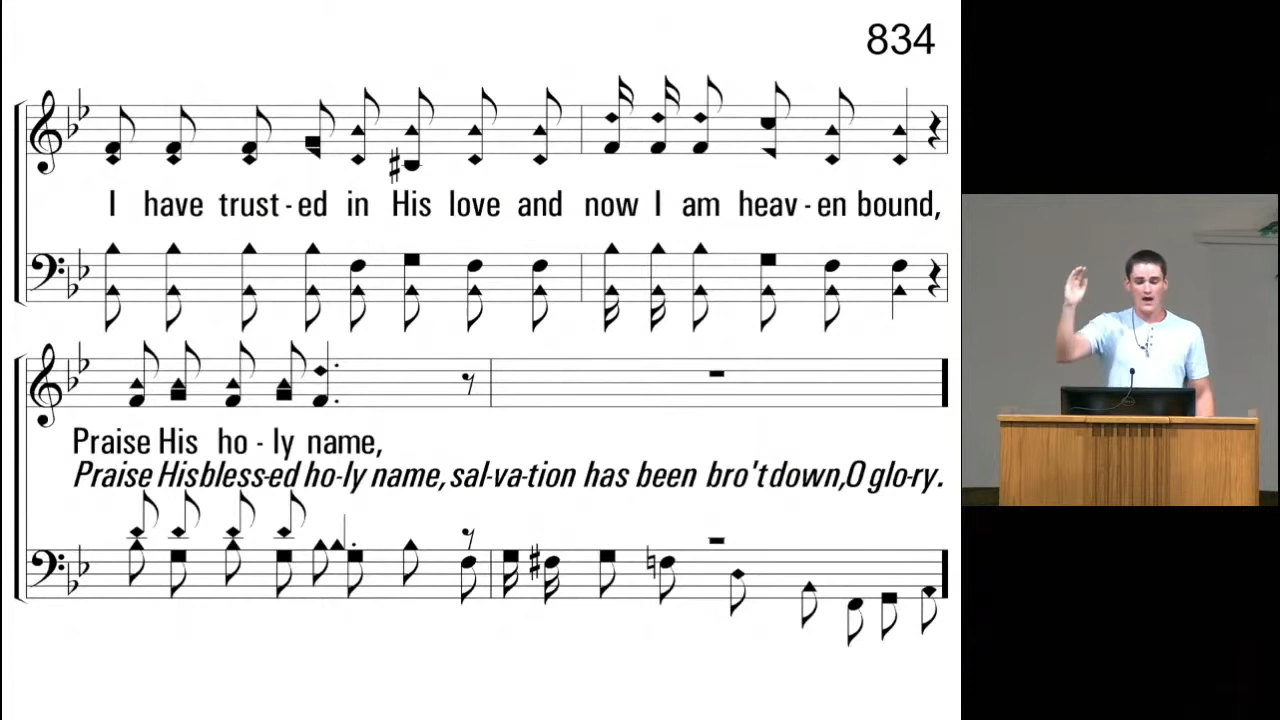 834
I have trust-ed in His love and now I am heav-en bound,
Praise His ho-ly name,
Praise His bless-ed ho-ly name, sal-va-tion has been bro't down, O glo-ry.